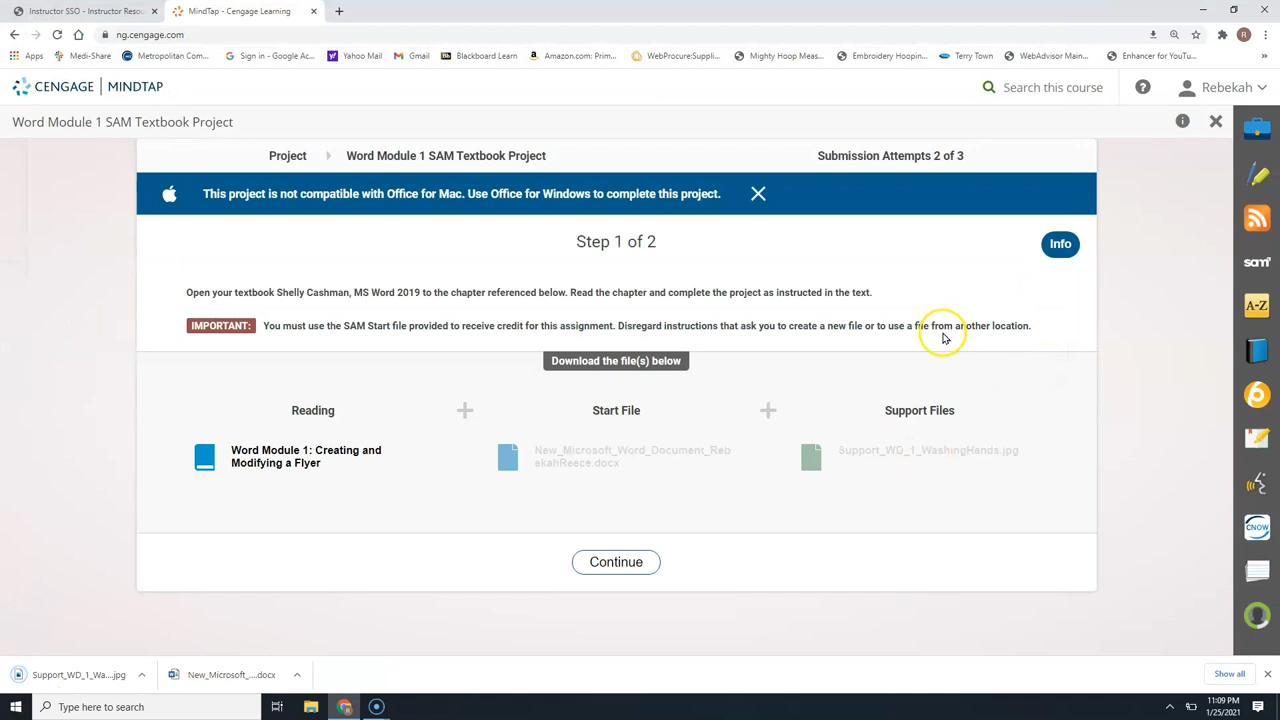 Instructor SSO - Instructor Resou
MindTap - Cengage Learning
ng.cengage.com
Apps
Medi-Share
Metropolitan Com...
Sign in - Google Ac...
Yahoo Mail
Gmail
Blackboard Learn
Amazon.com: Prim...
WebProcure:Suppli...
Mighty Hoop Meas...
Embroidery Hoopin...
Terry Town
WebAdvisor Main...
Enhancer for YouTu...
R
CENGAGE | MINDTAP
Search this course
Rebekah
Word Module 1 SAM Textbook Project
Project
Word Module 1 SAM Textbook Project
Submission Attempts 2 of 3
This project is not compatible with Office for Mac. Use Office for Windows to complete this project.
Step 1 of 2
Info
Open your textbook Shelly Cashman, MS Word 2019 to the chapter referenced below. Read the chapter and complete the project as instructed in the text.
IMPORTANT: You must use the SAM Start file provided to receive credit for this assignment. Disregard instructions that ask you to create a new file or to use a file from another location.
Download the file(s) below
Reading
Start File
Support Files
Word Module 1: Creating and
Modifying a Flyer
New_Microsoft_Word_Document_Reb
ekahReece.docx
Support_WD_1_WashingHands.jpg
Continue
sam
A-Z
CNOW
Support_WD_1_Wa....jpg
New_Microsoft_....docx
Show all
Type here to search
11:09 PM
1/25/2021